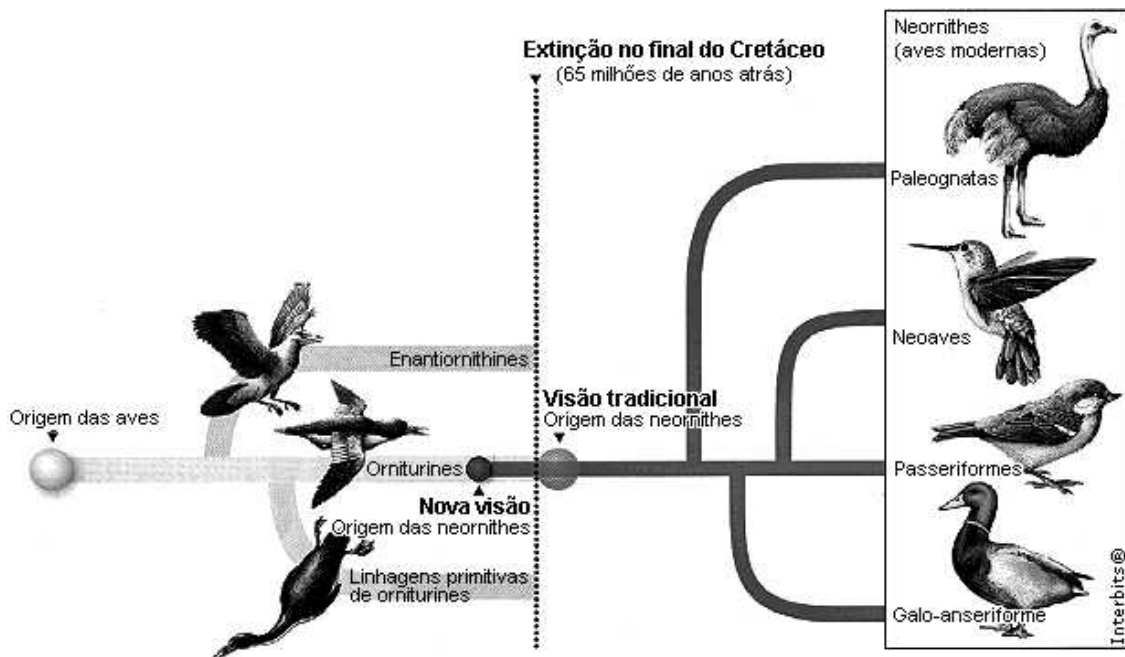 Extinção no final do Cretáceo
(65 milhões de anos atrás)
Neornithes
(aves modernas)
Paleognatas
Neoaves
Enantiornithines
Visão tradicional
Origem das neornithes
Origem das aves
Orniturines
Passeriformes
Nova visão
Origem das neornithes
Linhagens primitivas
de orniturines
Galo-anseriforme
Interbits®